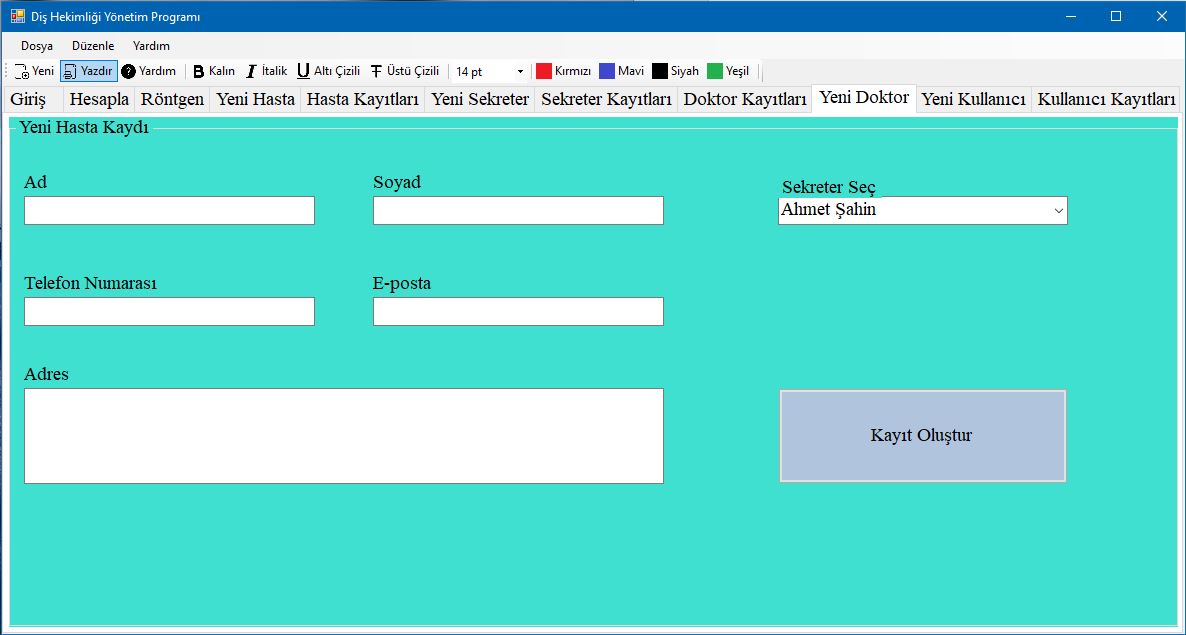 Diş Hekimliği Yönetim Programı
Dosya Düzenle Yardım
Yeni Yazdır ? Yardım B Kalın I İtalik U Altı Çizili T Üstü Çizili 14 pt Kırmızı Mavi Siyah Yeşil
Giriş Hesapla Röntgen Yeni Hasta Hasta Kayıtları Yeni Sekreter Sekreter Kayıtları Doktor Kayıtları Yeni Doktor Yeni Kullanıcı Kullanıcı Kayıtları
Yeni Hasta Kaydı
Ad Soyad Sekreter Seç
Ahmet Şahin
Telefon Numarası E-posta
Adres
Kayıt Oluştur